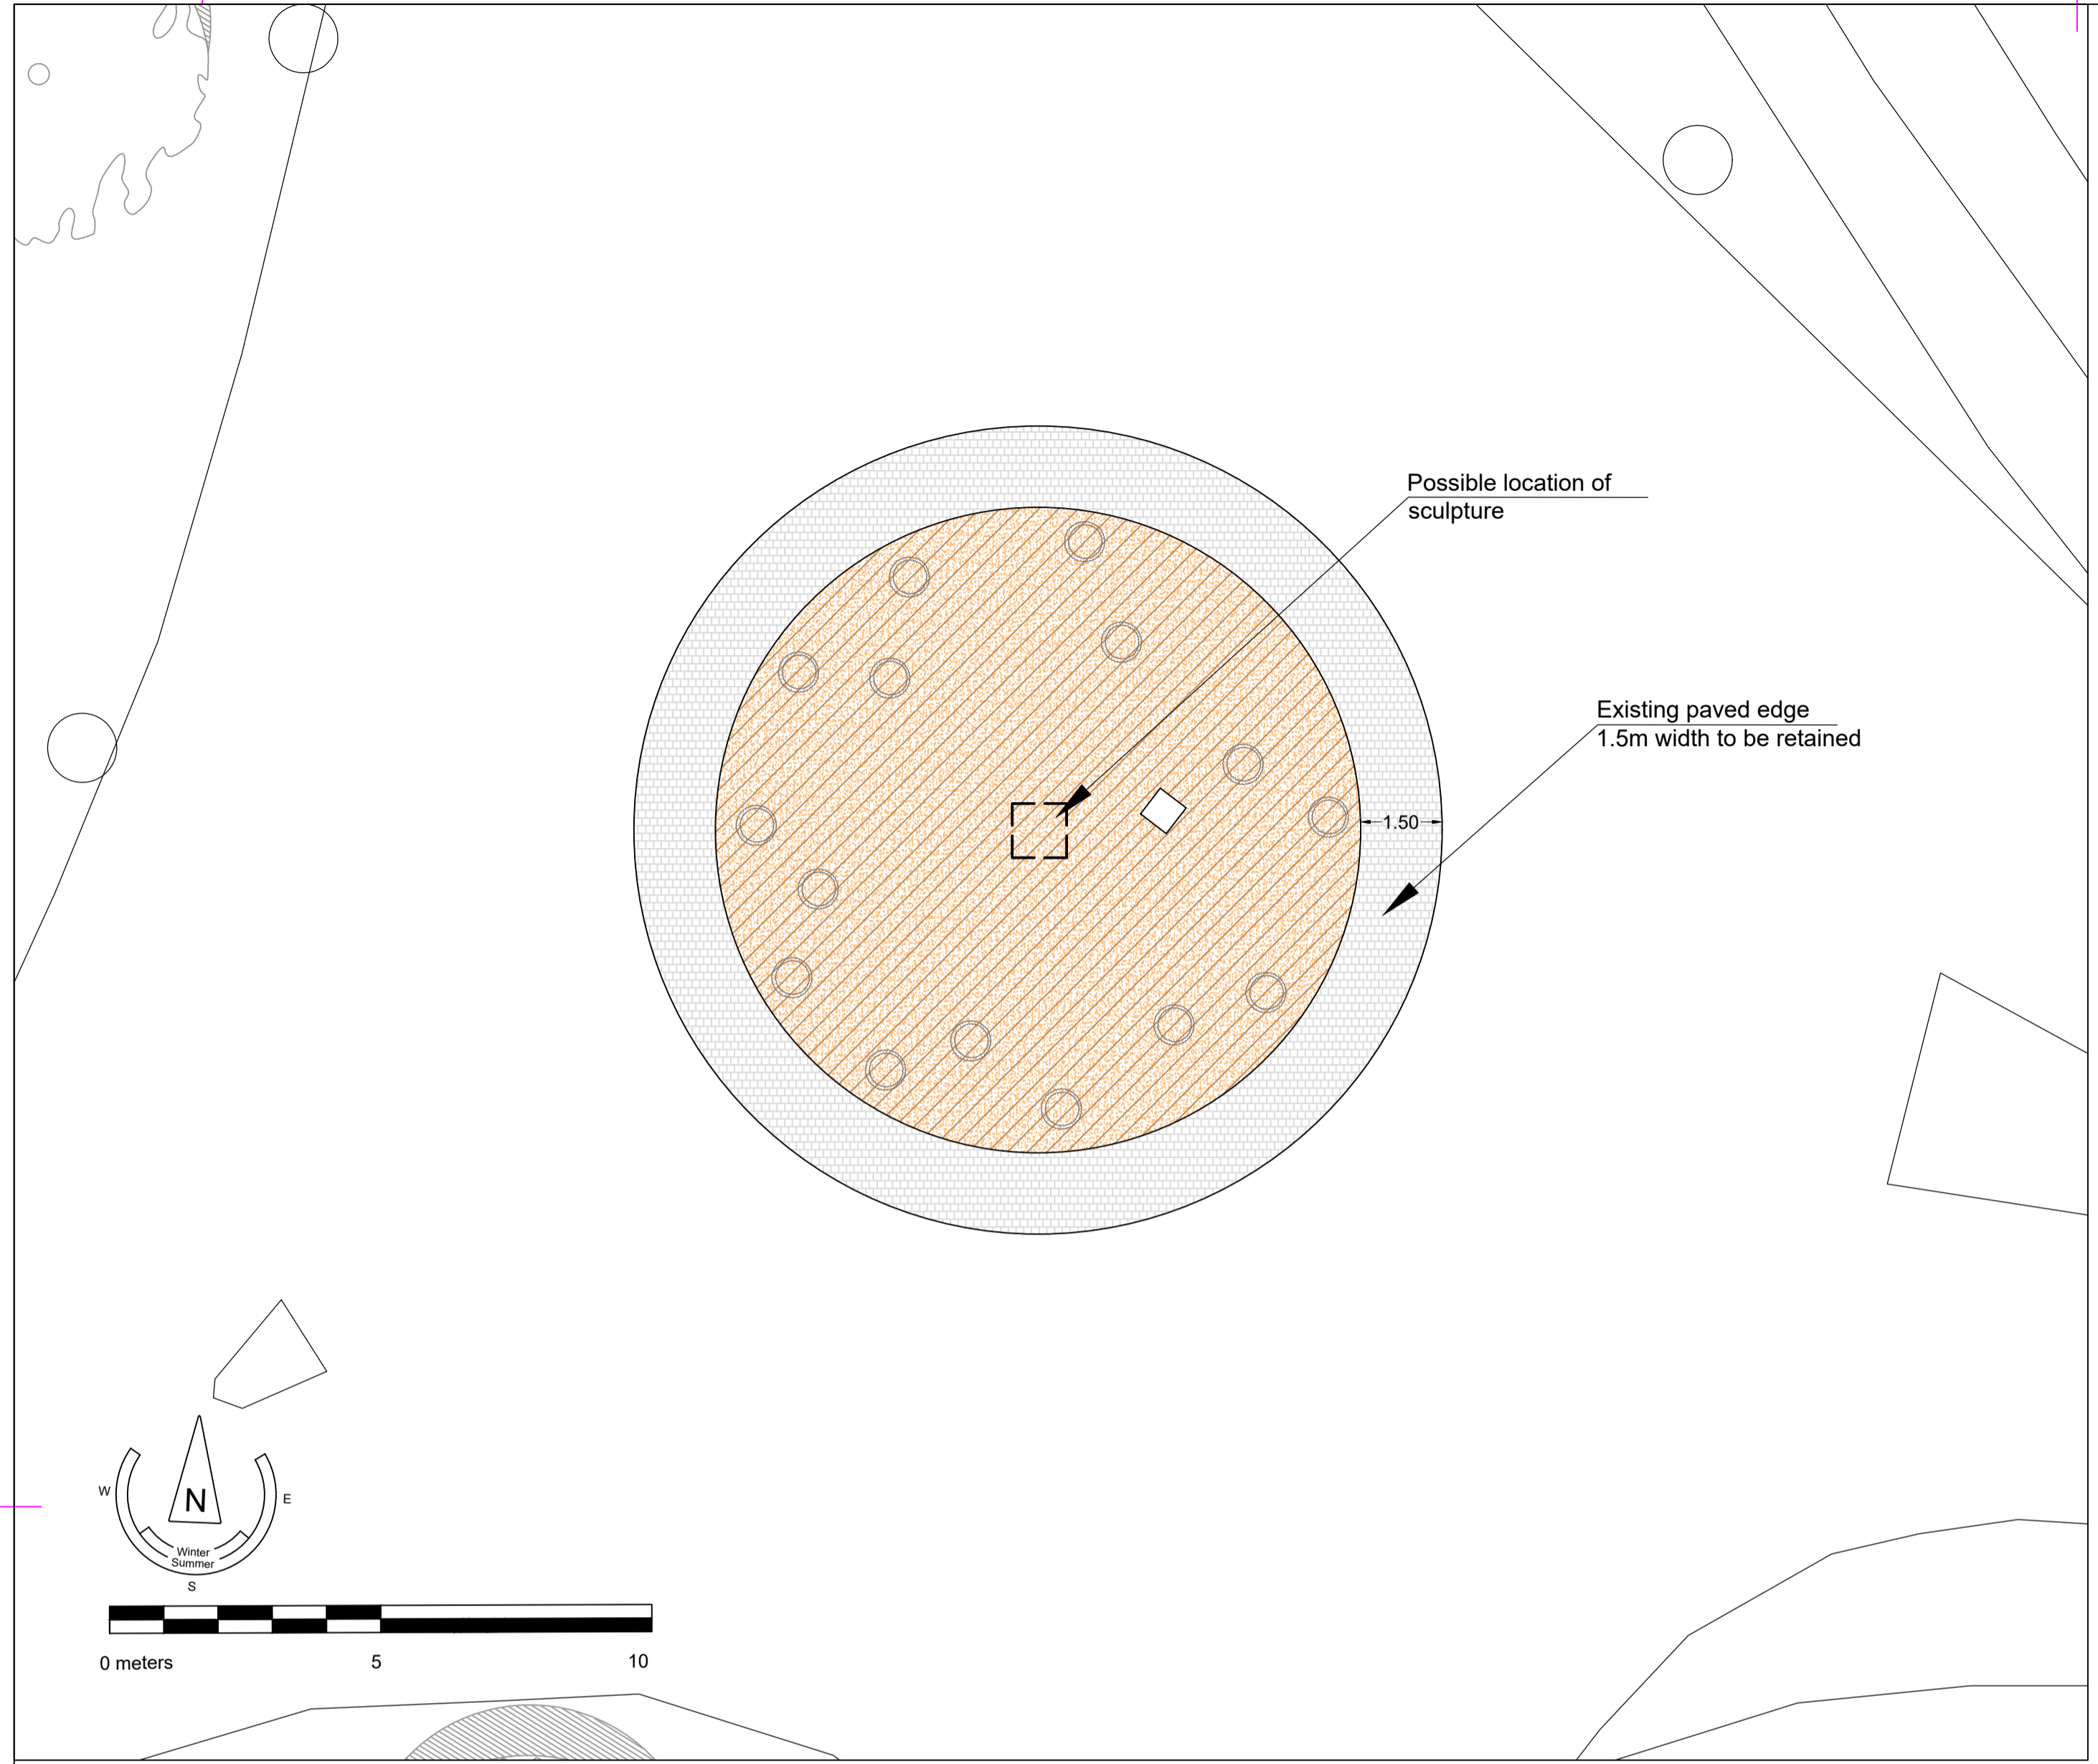 Possible location of
sculpture
Existing paved edge
1.5m width to be retained
1.50
W
N
E
Winter
Summer
S
0 meters
5
10